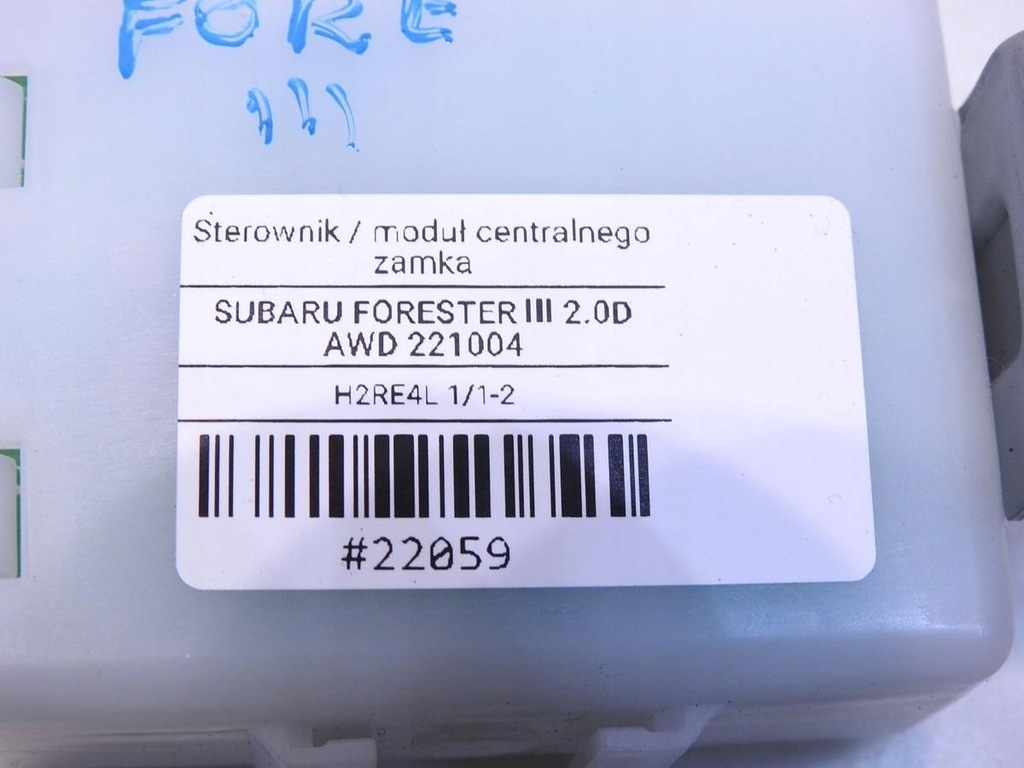 FORE
III
Sterownik / moduł centralnego
zamka
SUBARU FORESTER III 2.0D
AWD 221004
H2RE4L 1/1-2
#22059